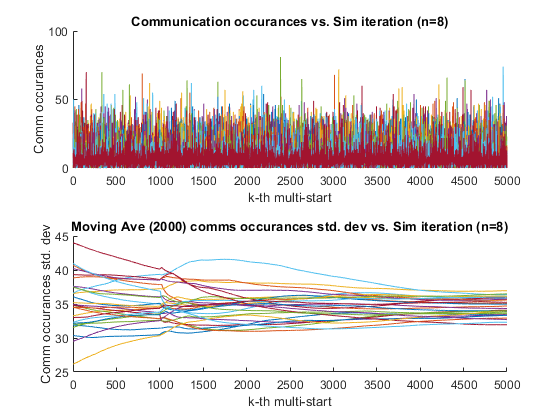 Communication occurances vs. Sim iteration (n=8)
100
50
0
Comm occurances
0 500 1000 1500 2000 2500 3000 3500 4000 4500 5000
k-th multi-start
Moving Ave (2000) comms occurances std. dev vs. Sim iteration (n=8)
45
40
35
30
25
Comm occurances std. dev
0 500 1000 1500 2000 2500 3000 3500 4000 4500 5000
k-th multi-start